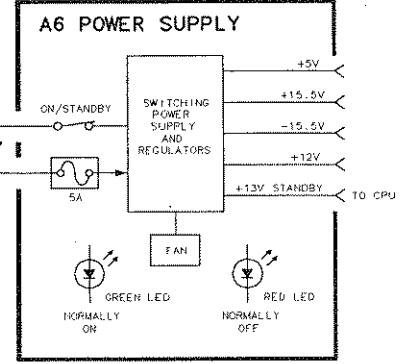 A6 POWER SUPPLY
+5V
+15.5V
ON/STANDBY
SWITCHING
POWER
SUPPLY
AND
REGULATORS
-15.5V
+12V
+13V STANDBY
TO CPU
5A
FAN
GREEN LED
RED LED
NORMALLY
ON
NORMALLY
OFF